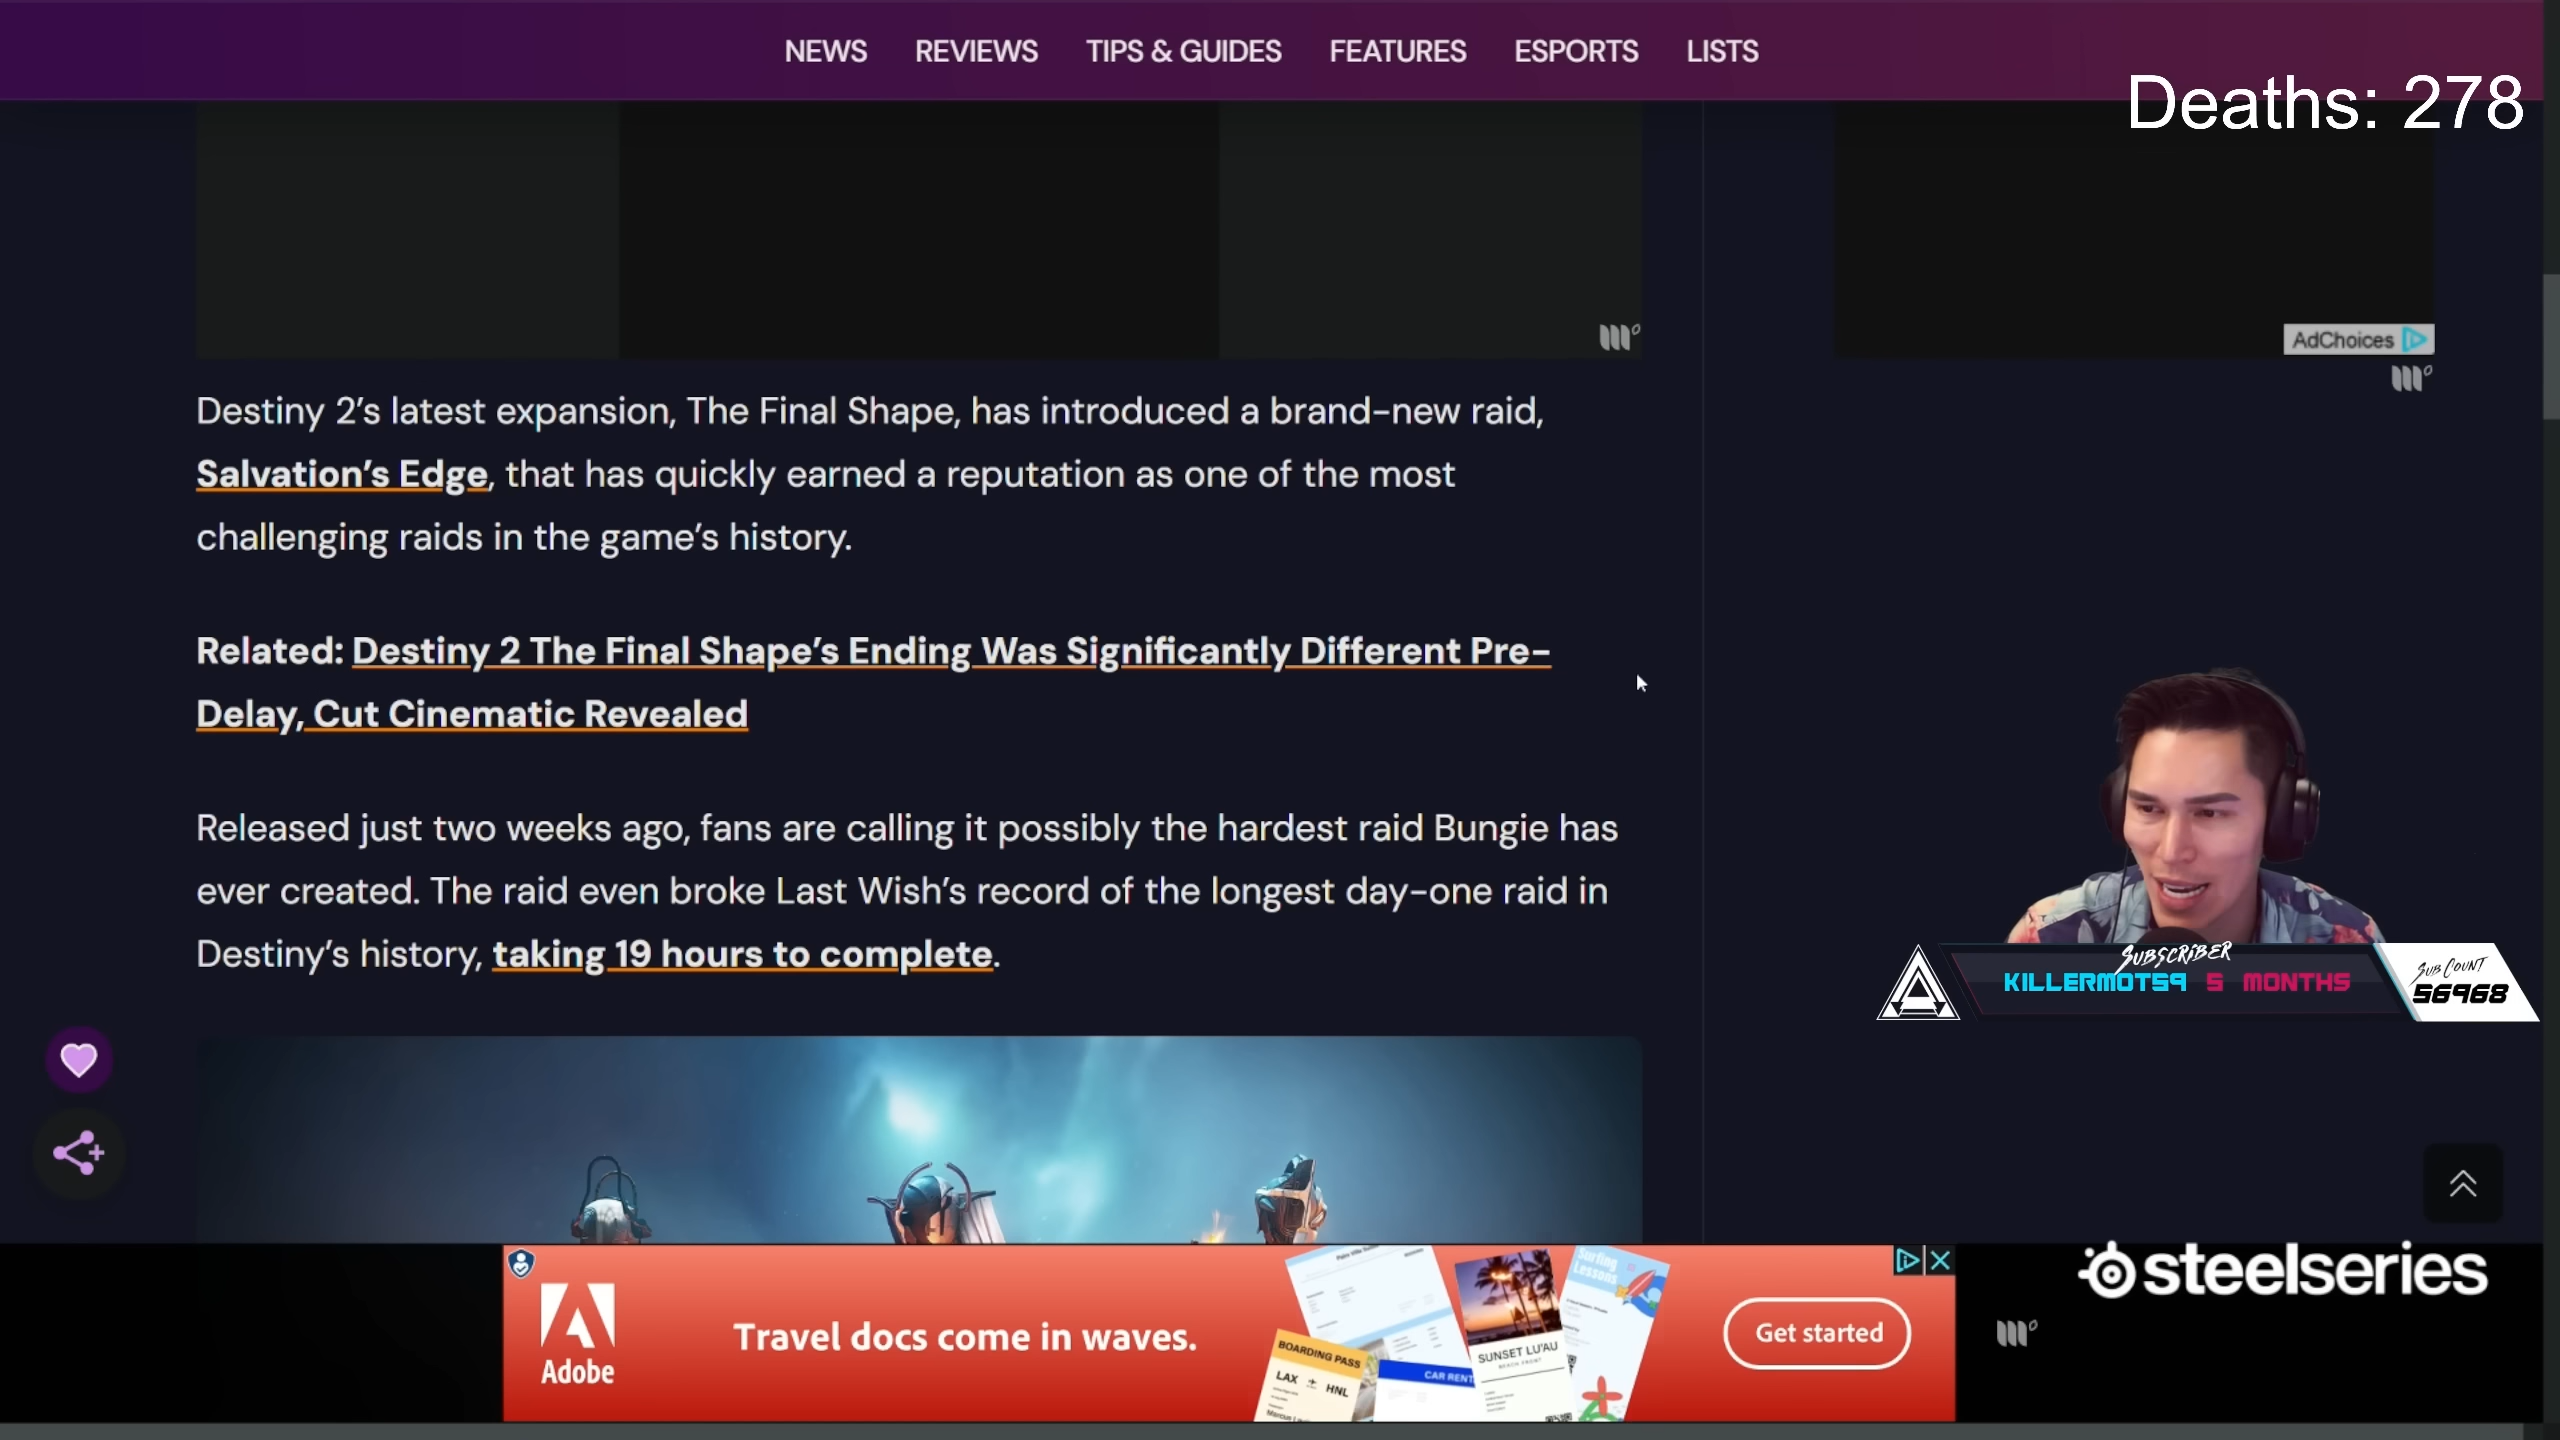 NEWS REVIEWS TIPS & GUIDES FEATURES ESPORTS LISTS
Deaths: 278
AdChoices
Destiny 2’s latest expansion, The Final Shape, has introduced a brand-new raid,
Salvation’s Edge, that has quickly earned a reputation as one of the most
challenging raids in the game’s history.
Related: Destiny 2 The Final Shape’s Ending Was Significantly Different Pre-
Delay, Cut Cinematic Revealed
Released just two weeks ago, fans are calling it possibly the hardest raid Bungie has
ever created. The raid even broke Last Wish’s record of the longest day-one raid in
Destiny’s history, taking 19 hours to complete.
SUBSCRIBER
KILLERMOT59 5 MONTHS
SUB COUNT
56968
steelseries
Adobe
Travel docs come in waves.
BOARDING PASS
LAX HNL
CAR RENT
SUNSET LU'AU
BEACH FRONT
Surfing
Lessons
Get started